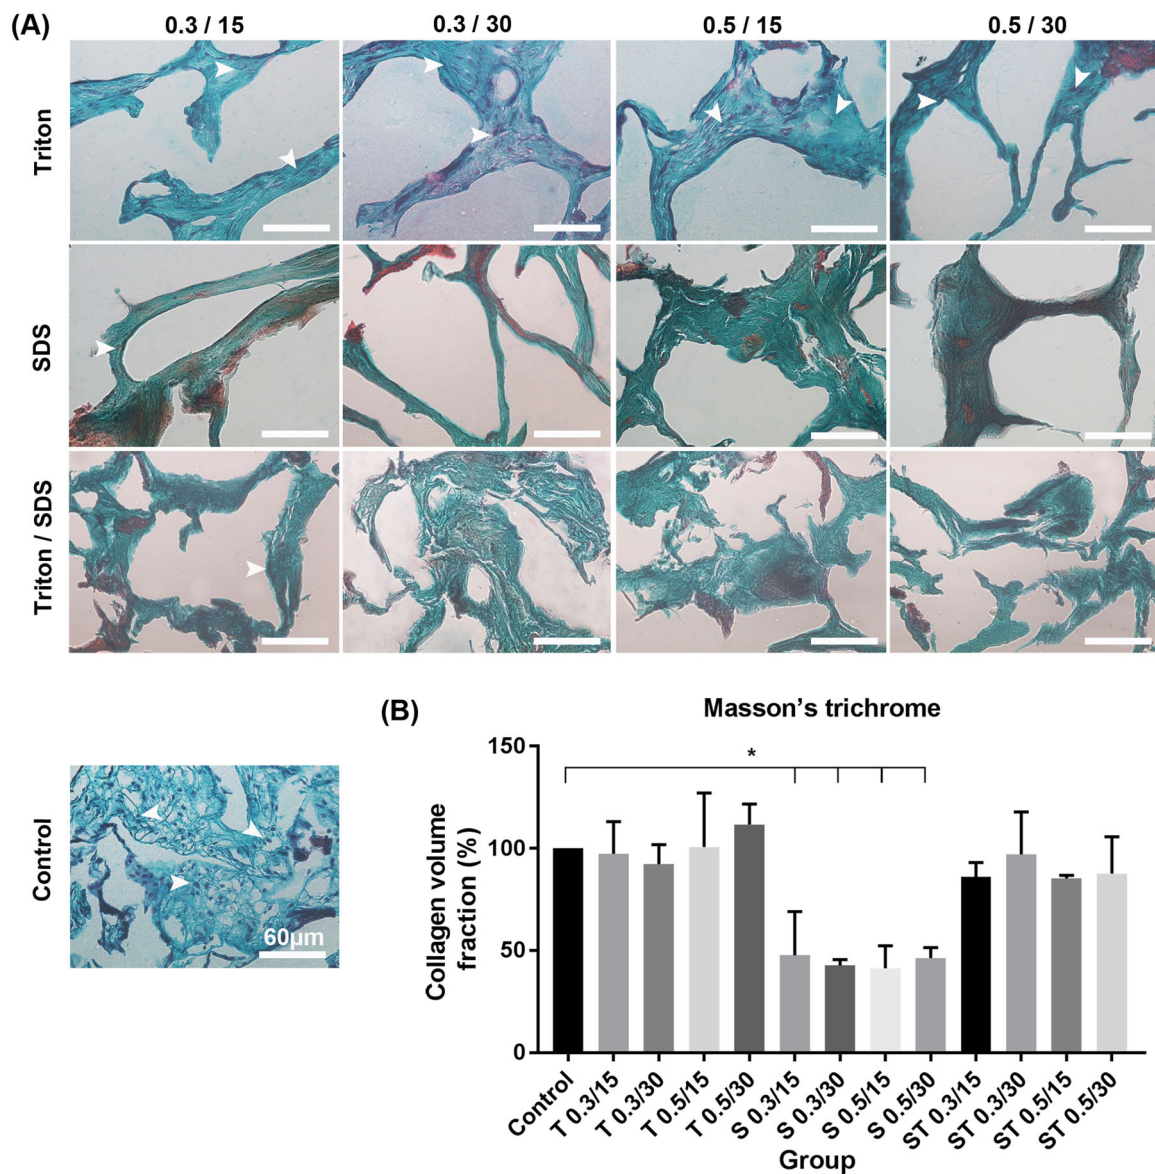 (A)
0.3 / 15
0.3 / 30
0.5 / 15
0.5 / 30
Triton
SDS
Triton / SDS
Control
60µm
(B)
Masson's trichrome
*
150
100
50
0
Collagen volume
fraction (%)
Control
T 0.3/15
T 0.3/30
T 0.5/15
T 0.5/30
S 0.3/15
S 0.3/30
S 0.5/15
S 0.5/30
ST 0.3/15
ST 0.3/30
ST 0.5/15
ST 0.5/30
Group